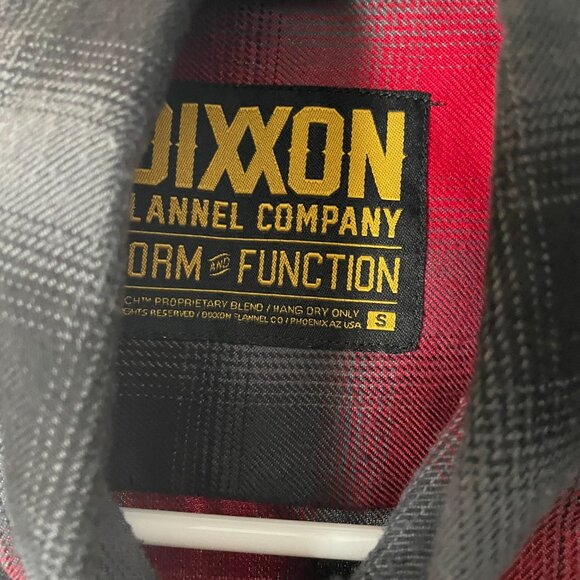 DIXXON
LANNEL COMPANY
ORM AND FUNCTION
CH™ PROPRIETARY BLEND / HANG DRY ONLY
GHTS RESERVED / DIXXON FLANNEL CO / PHOENIX AZ USA S